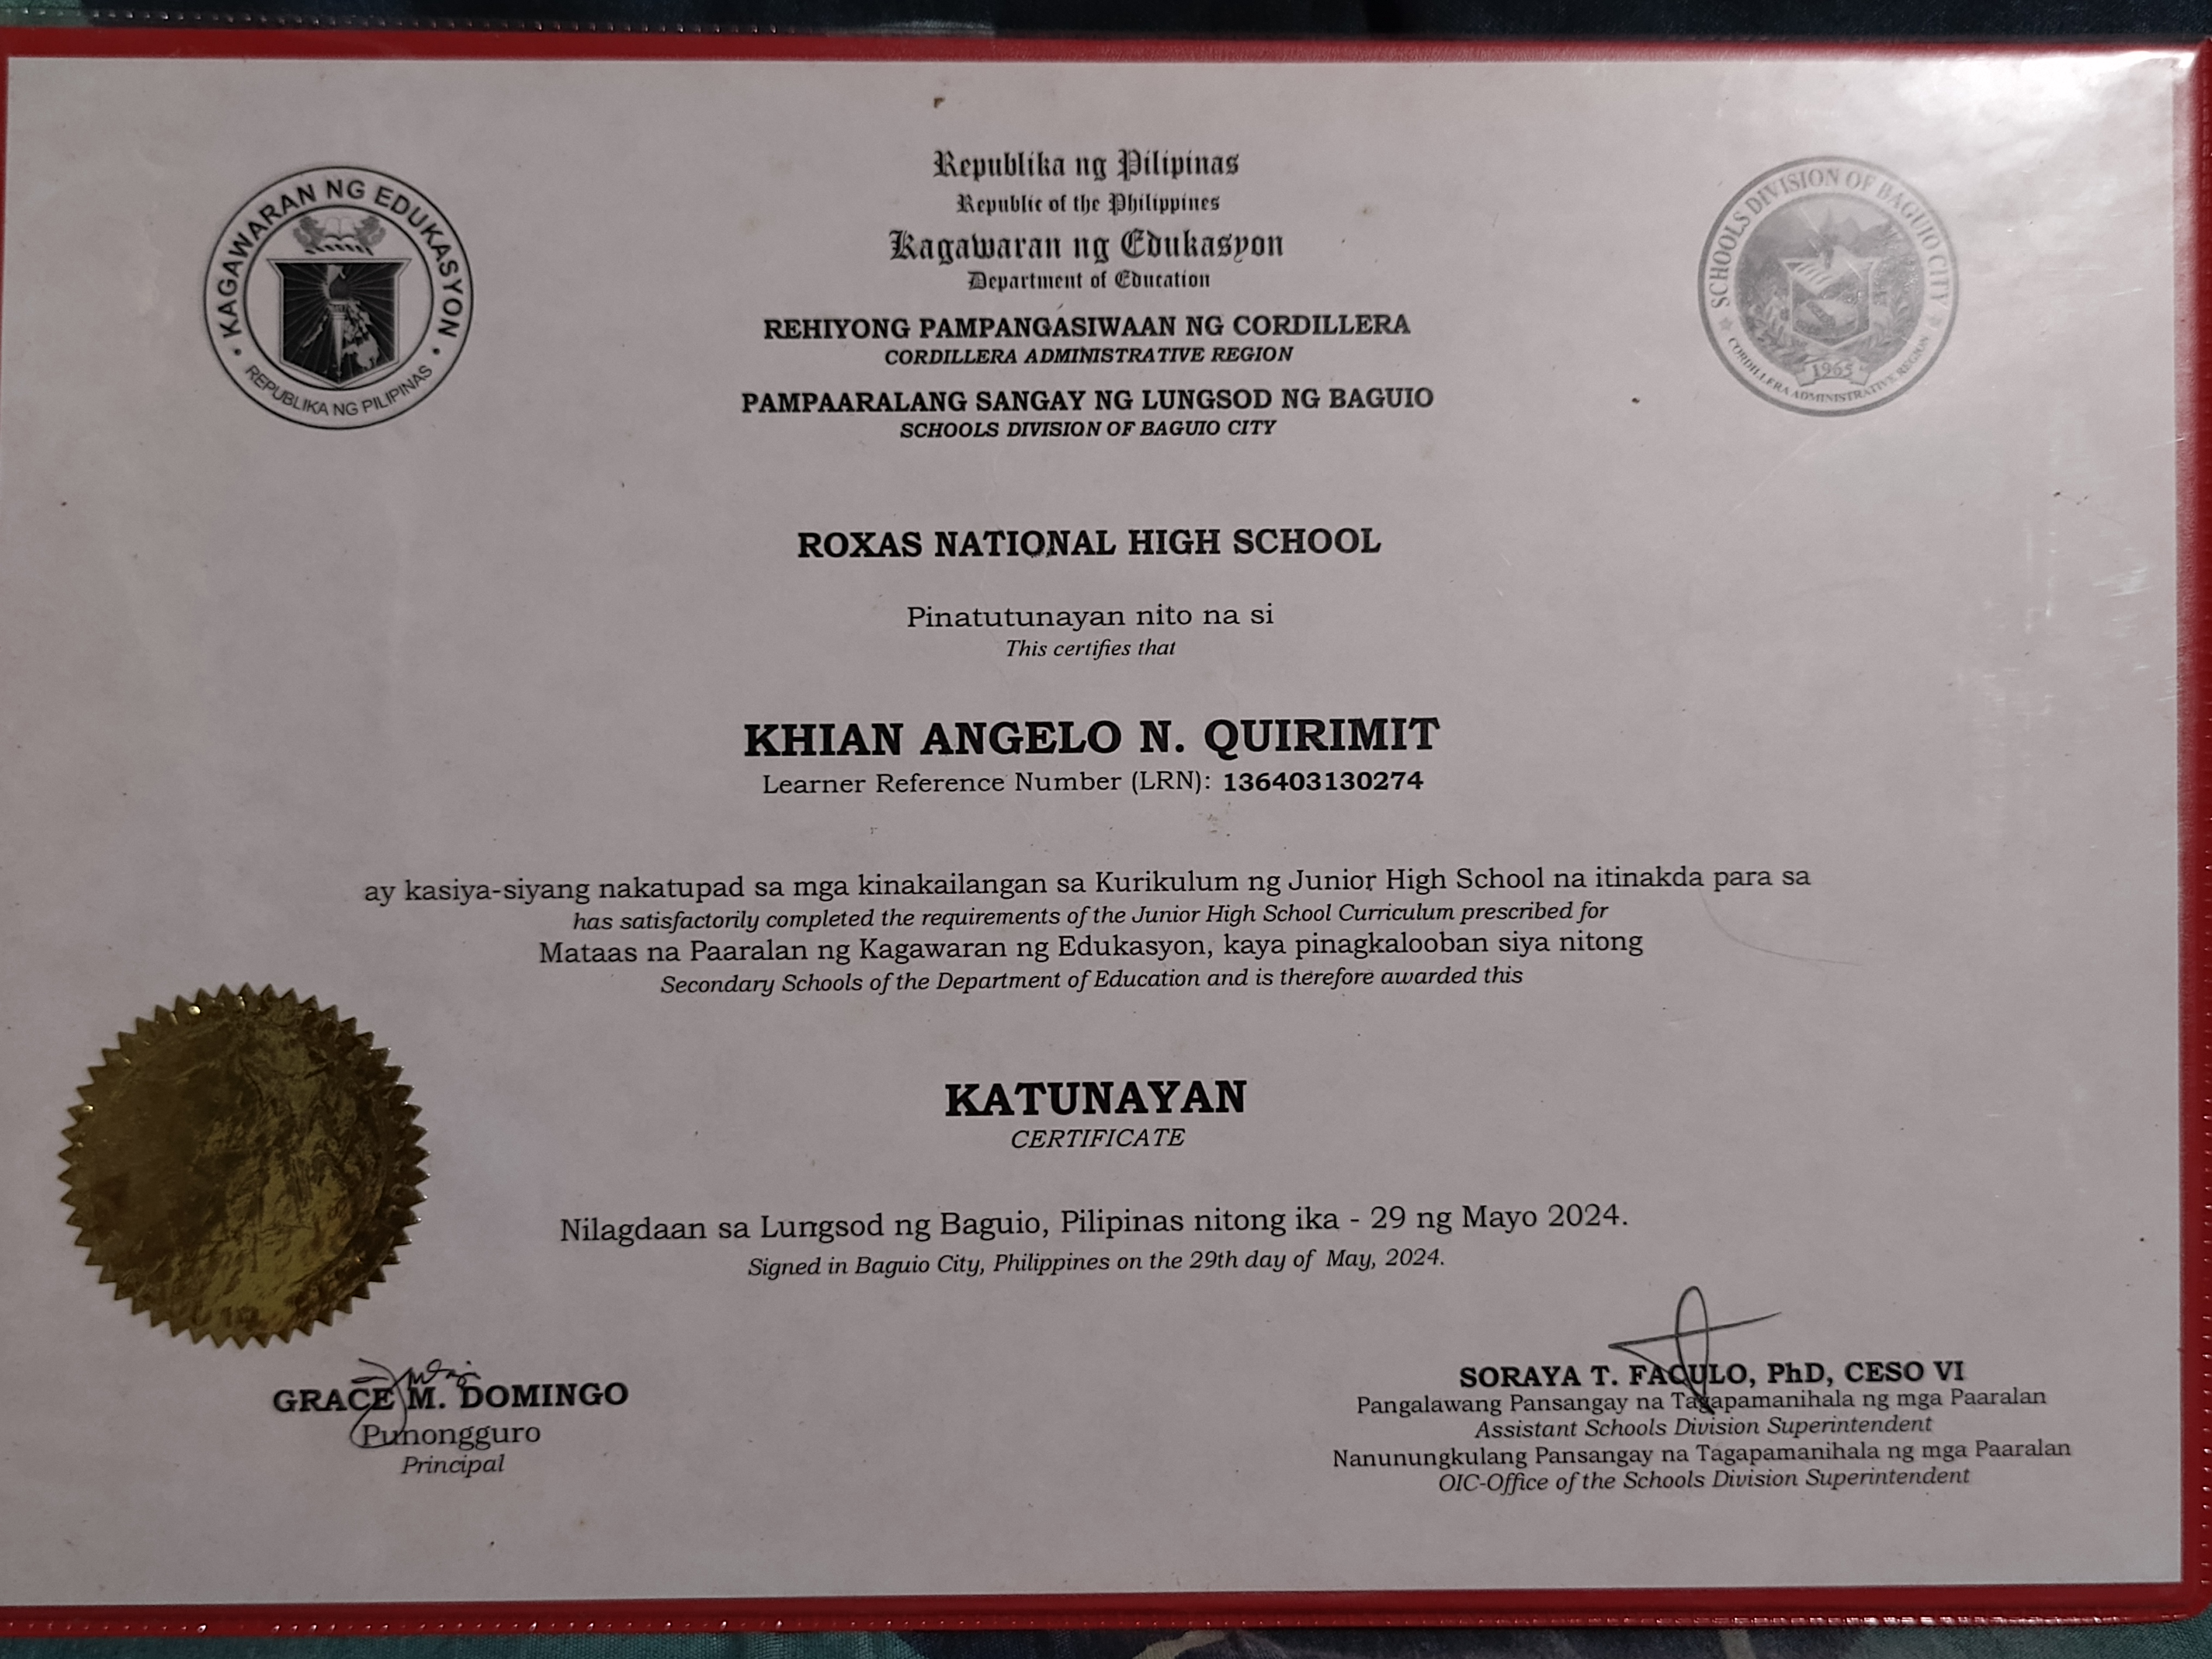 KAGAWARAN NG EDUKASYON
REPUBLIKA NG PILIPINAS
Republika ng Pilipinas
Republic of the Philippines
Kagawaran ng Edukasyon
Department of Education
REHIYONG PAMPANGASIWAAN NG CORDILLERA
CORDILLERA ADMINISTRATIVE REGION
PAMPAARALANG SANGAY NG LUNGSOD NG BAGUIO
SCHOOLS DIVISION OF BAGUIO CITY
SCHOOLS DIVISION OF BAGUIO CITY
1965
CORDILLERA ADMINISTRATIVE REGION
ROXAS NATIONAL HIGH SCHOOL
Pinatutunayan nito na si
This certifies that
KHIAN ANGELO N. QUIRIMIT
Learner Reference Number (LRN): 136403130274
ay kasiya-siyang nakatupad sa mga kinakailangan sa Kurikulum ng Junior High School na itinakda para sa
has satisfactorily completed the requirements of the Junior High School Curriculum prescribed for
Mataas na Paaralan ng Kagawaran ng Edukasyon, kaya pinagkalooban siya nitong
Secondary Schools of the Department of Education and is therefore awarded this
KATUNAYAN
CERTIFICATE
Nilagdaan sa Lungsod ng Baguio, Pilipinas nitong ika - 29 ng Mayo 2024.
Signed in Baguio City, Philippines on the 29th day of May, 2024.
GRACE M. DOMINGO
Punongguro
Principal
SORAYA T. FACULO, PhD, CESO VI
Pangalawang Pansangay na Tagapamanihala ng mga Paaralan
Assistant Schools Division Superintendent
Nanunungkulang Pansangay na Tagapamanihala ng mga Paaralan
OIC-Office of the Schools Division Superintendent